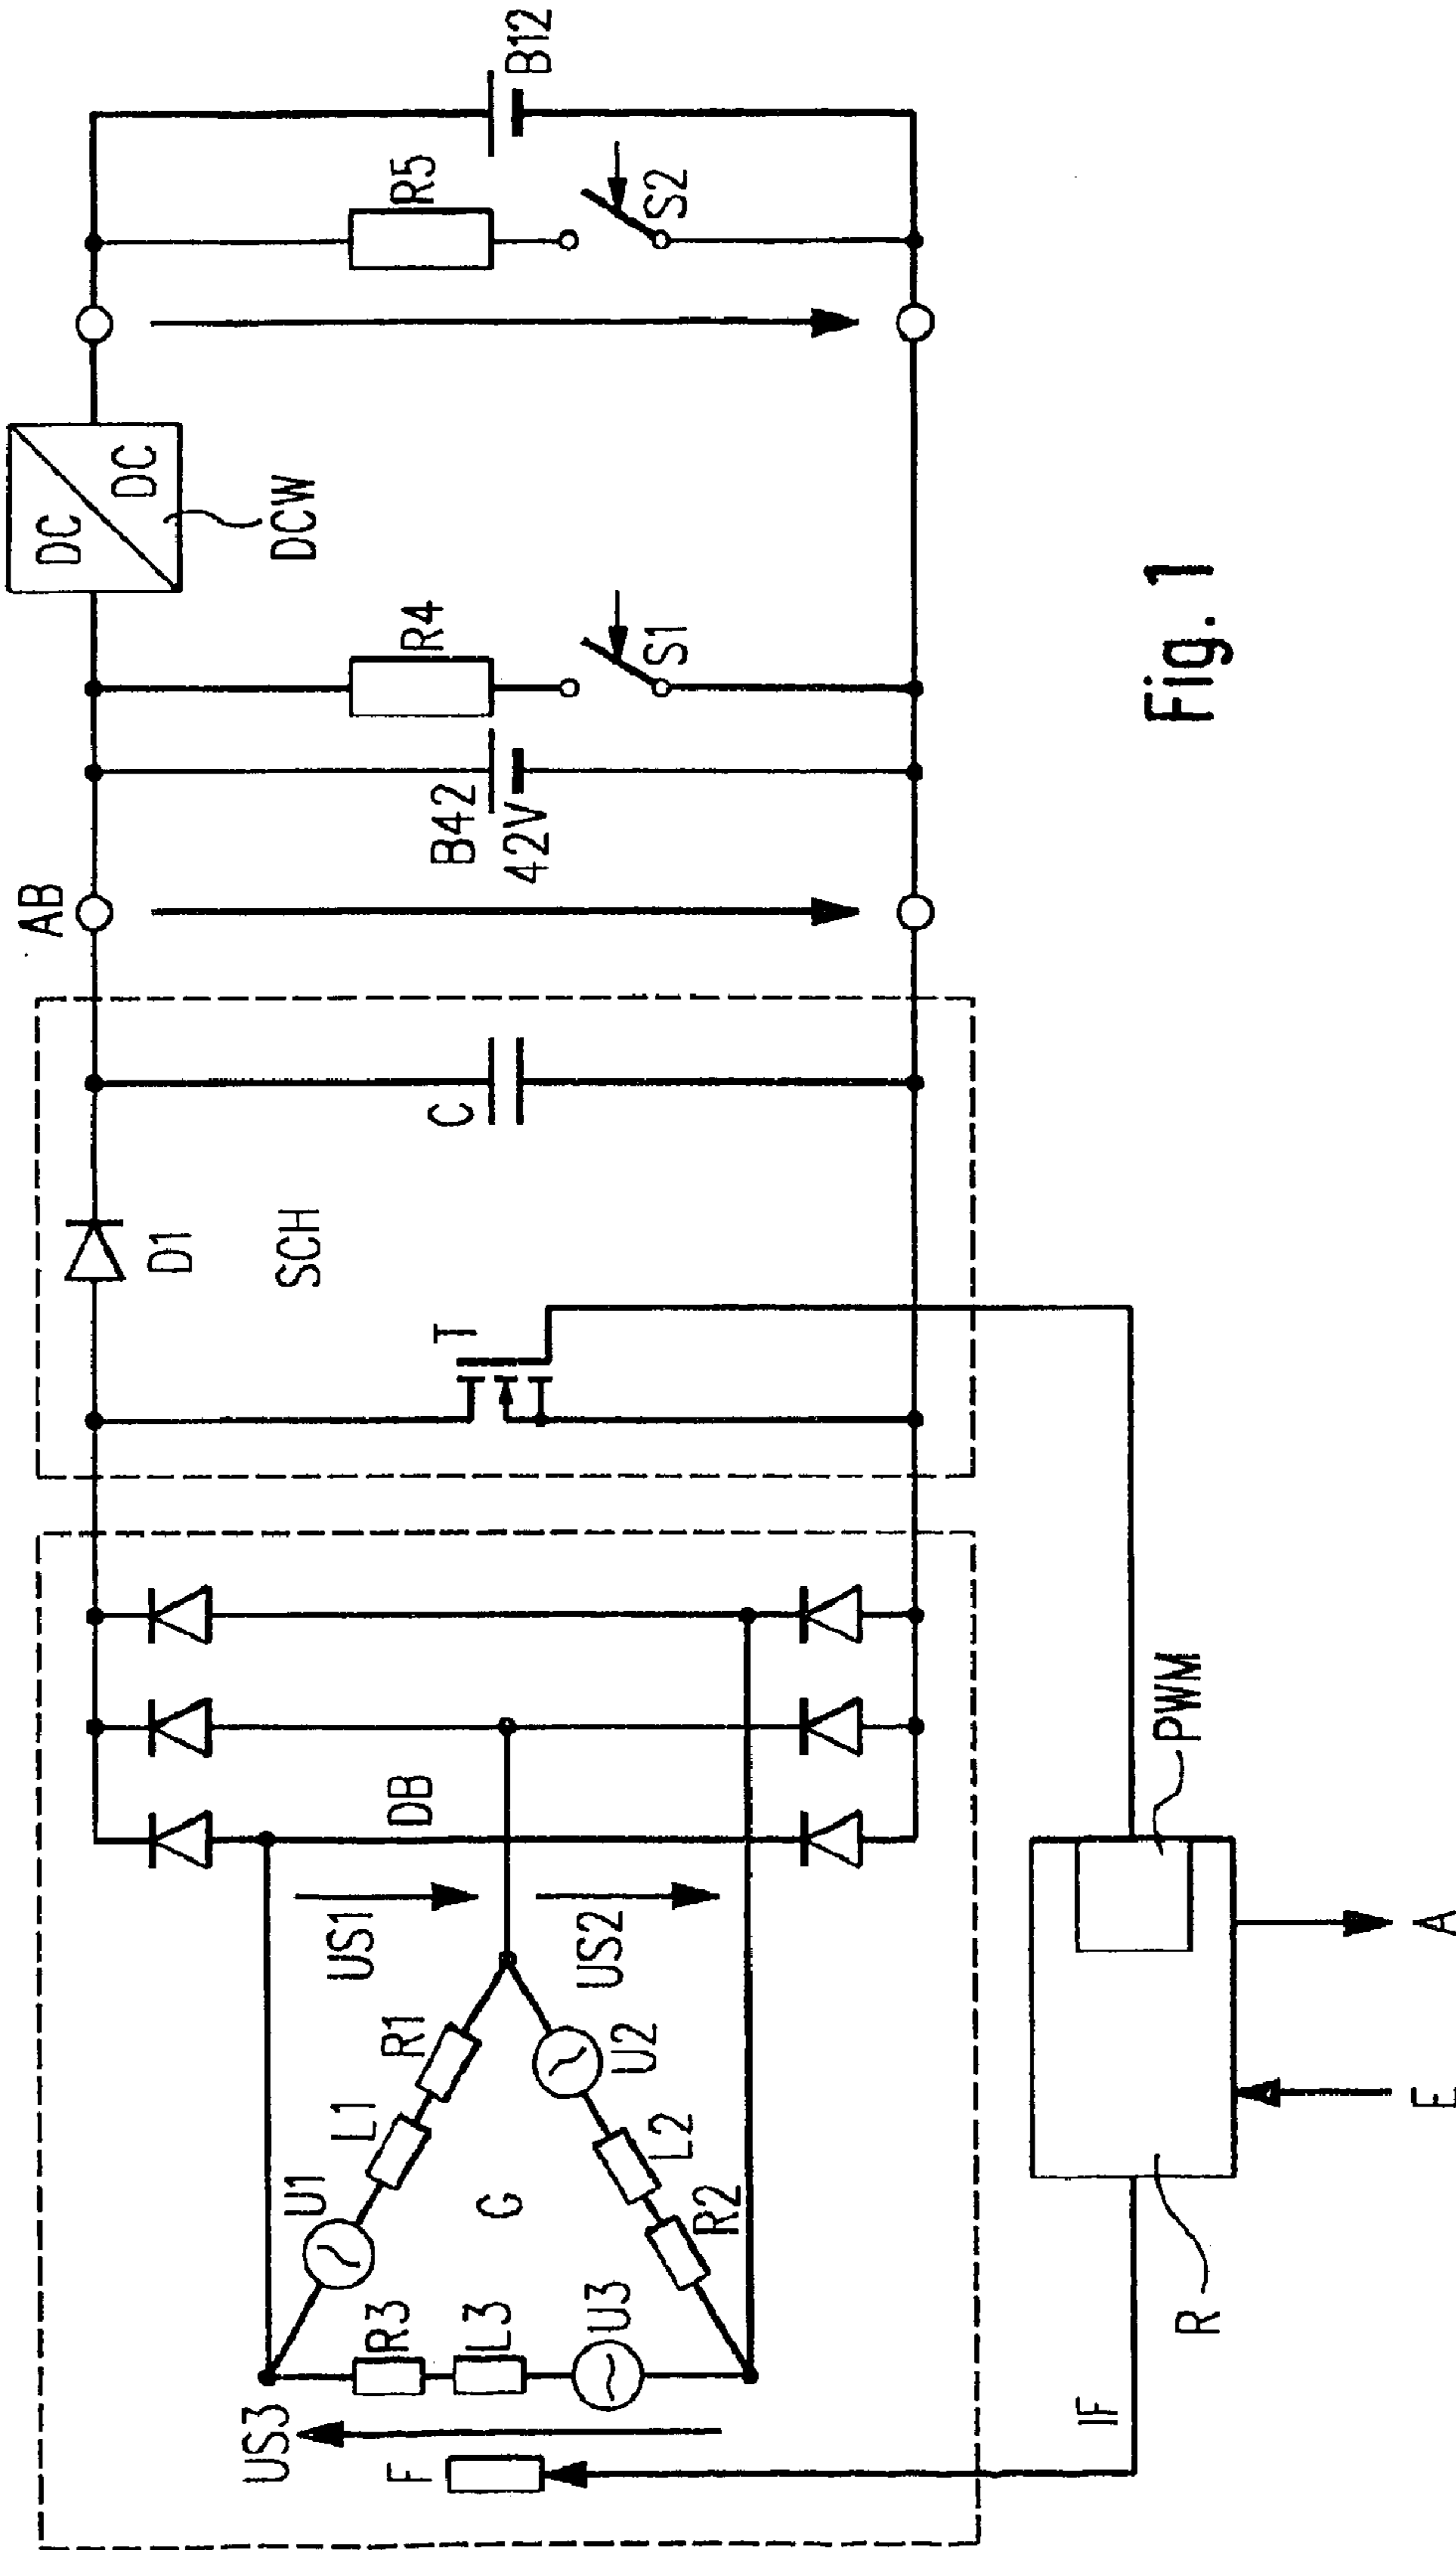 US3
F
IF
R3
L3
U3
U1
L1
R1
G
R2
L2
U2
US1
US2
DB
R
E
A
PWM
T
SCH
D1
C
AB
B42
42V
R4
S1
DC
DC
DCW
R5
S2
B12
Fig. 1